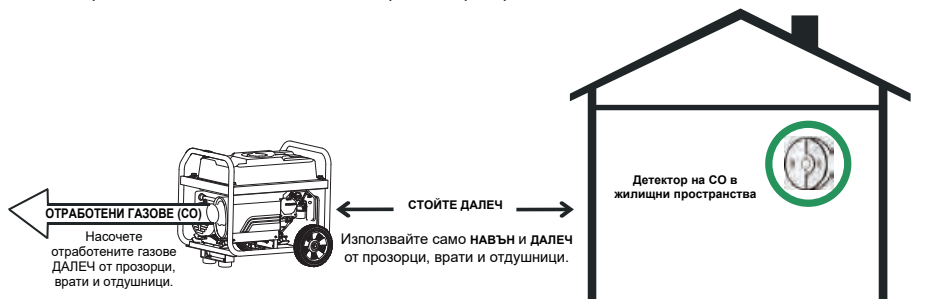 ОТРАБОТЕНИ ГАЗОВЕ (CO)
Насочете
отработените газове
ДАЛЕЧ от прозорци,
врати и отдушници.
СТОЙТЕ ДАЛЕЧ
Използвайте само НАВЪН и ДАЛЕЧ
от прозорци, врати и отдушници.
Детектор на CO в
жилищни пространства